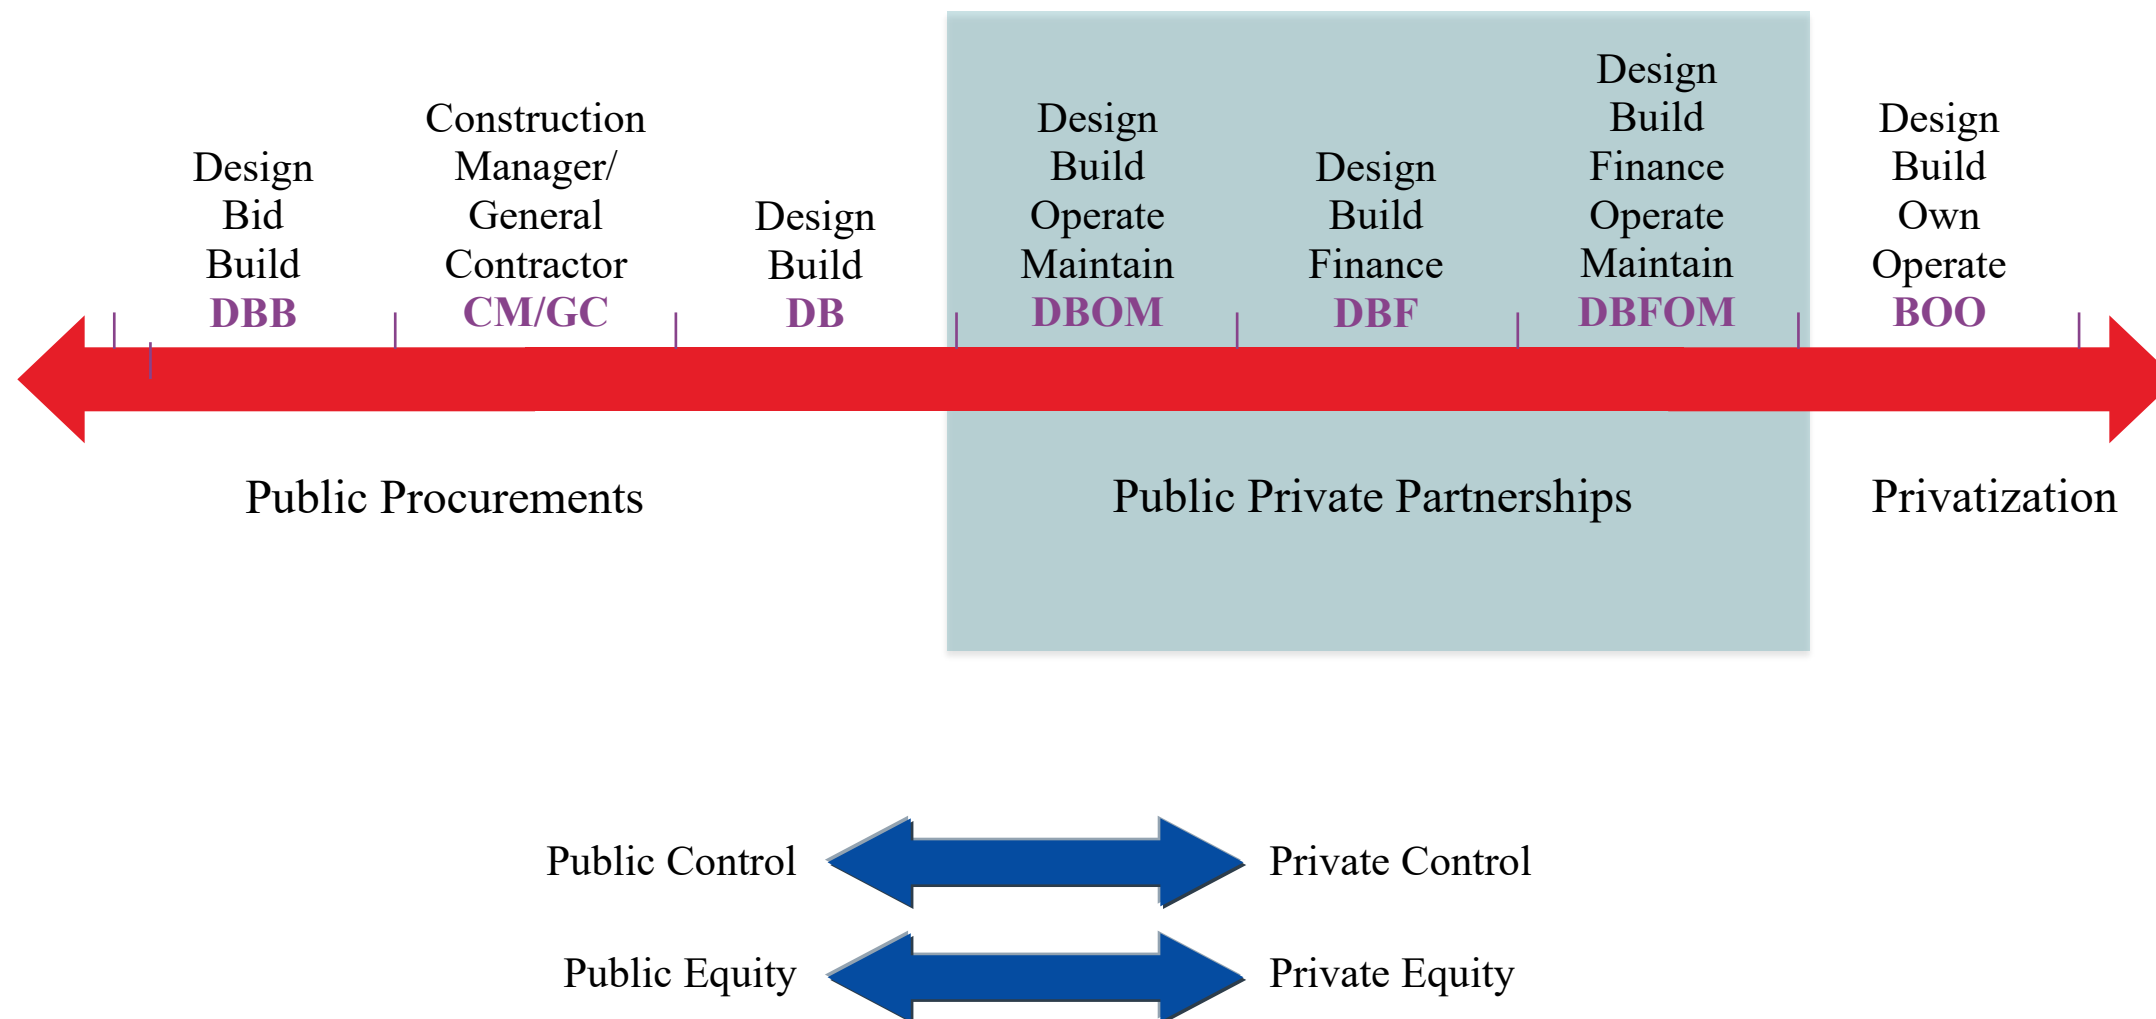 Design
Bid
Build
DBB
Construction
Manager/
General
Contractor
CM/GC
Design
Build
DB
Design
Build
Operate
Maintain
DBOM
Design
Build
Finance
DBF
Design
Build
Finance
Operate
Maintain
DBFOM
Design
Build
Own
Operate
BOO
Public Procurements
Public Private Partnerships
Privatization
Public Control
Private Control
Public Equity
Private Equity